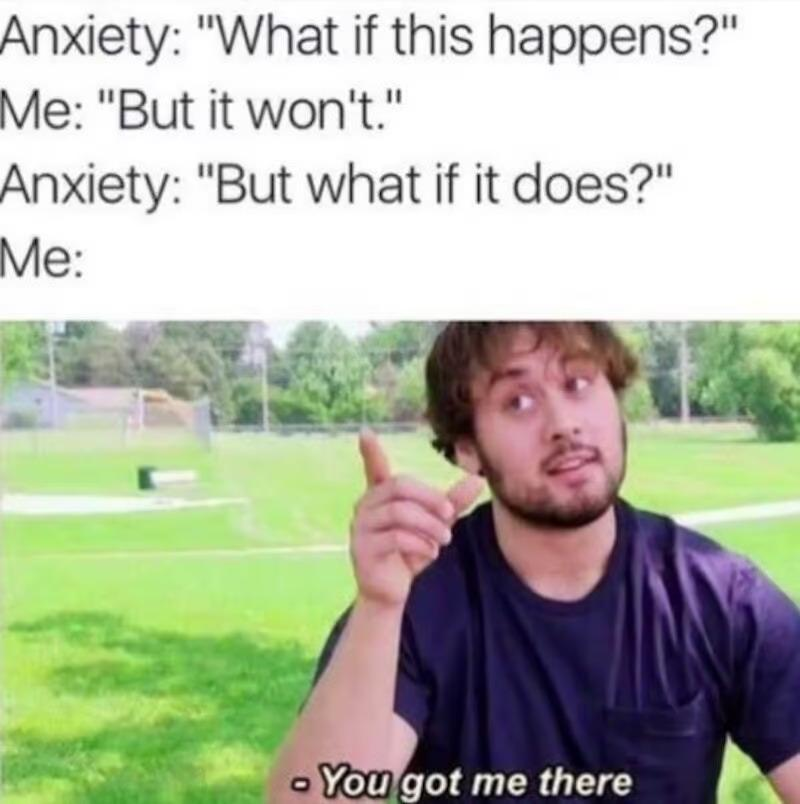 Anxiety: "What if this happens?"
Me: "But it won't."
Anxiety: "But what if it does?"
Me:
- You got me there